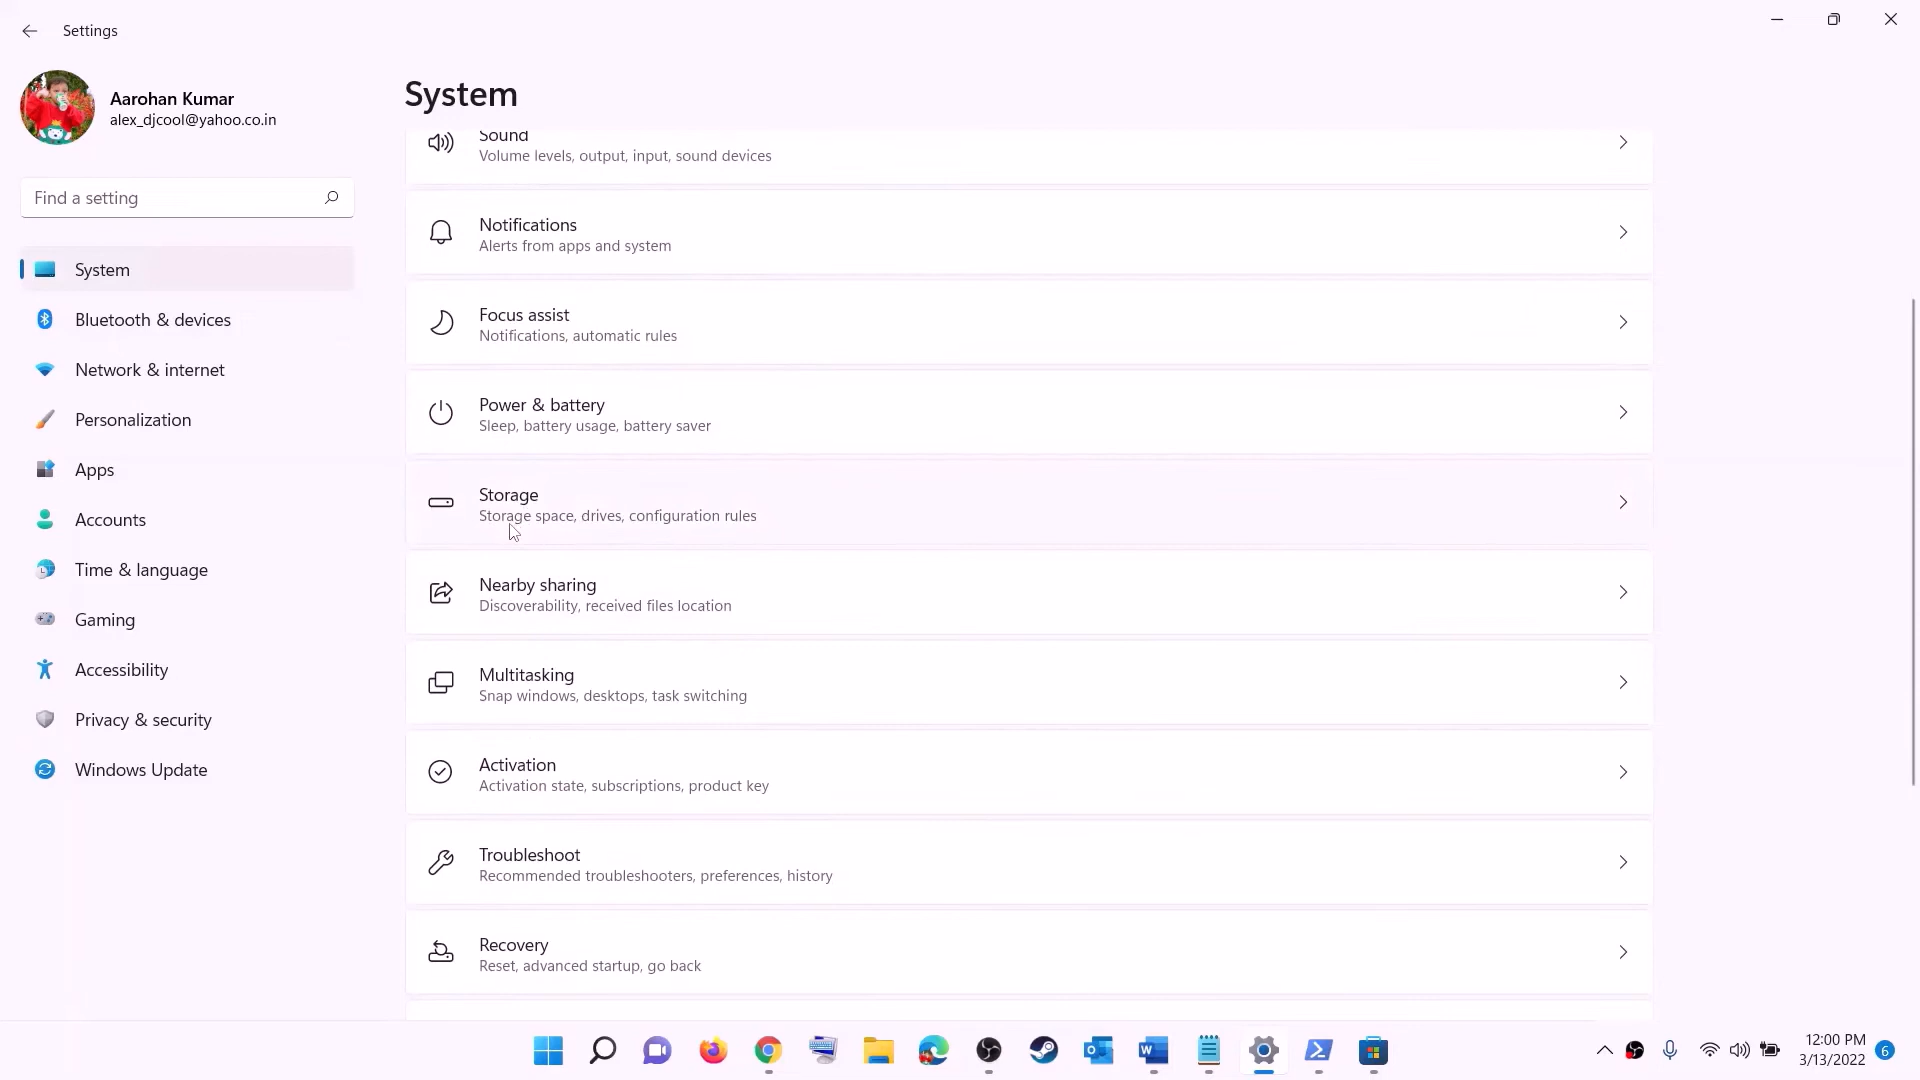 Settings
Aarohan Kumar
alex_djcool@yahoo.co.in
Find a setting
System
Bluetooth & devices
Network & internet
Personalization
Apps
Accounts
Time & language
Gaming
Accessibility
Privacy & security
Windows Update
System
Sound
Volume levels, output, input, sound devices
Notifications
Alerts from apps and system
Focus assist
Notifications, automatic rules
Power & battery
Sleep, battery usage, battery saver
Storage
Storage space, drives, configuration rules
Nearby sharing
Discoverability, received files location
Multitasking
Snap windows, desktops, task switching
Activation
Activation state, subscriptions, product key
Troubleshoot
Recommended troubleshooters, preferences, history
Recovery
Reset, advanced startup, go back
12:00 PM
3/13/2022
6